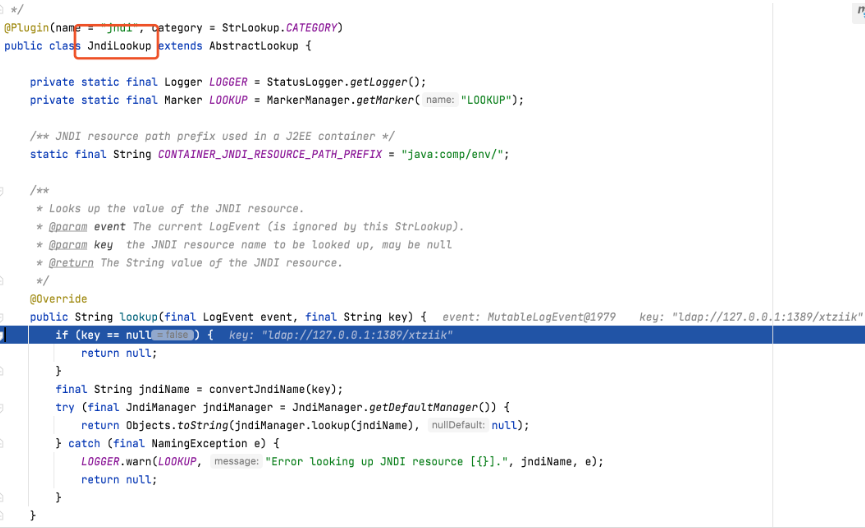 */
@Plugin(name = "jndi", category = StrLookup.CATEGORY)
public class JndiLookup extends AbstractLookup {
private static final Logger LOGGER = StatusLogger.getLogger();
private static final Marker LOOKUP = MarkerManager.getMarker( name: "LOOKUP");
/** JNDI resource path prefix used in a J2EE container */
static final String CONTAINER_JNDI_RESOURCE_PATH_PREFIX = "java:comp/env/";
/**
* Looks up the value of the JNDI resource.
* @param event The current LogEvent (is ignored by this StrLookup).
* @param key  the JNDI resource name to be looked up, may be null
* @return The String value of the JNDI resource.
*/
@Override
public String lookup(final LogEvent event, final String key) { event: MutableLogEvent@1979 key: "ldap://127.0.0.1:1389/xtziik"
if (key == null = false ) { key: "ldap://127.0.0.1:1389/xtziik"
return null;
}
final String jndiName = convertJndiName(key);
try (final JndiManager jndiManager = JndiManager.getDefaultManager()) {
return Objects.toString(jndiManager.lookup(jndiName), nullDefault: null);
} catch (final NamingException e) {
LOGGER.warn(LOOKUP, message: "Error looking up JNDI resource [{}].", jndiName, e);
return null;
}
}